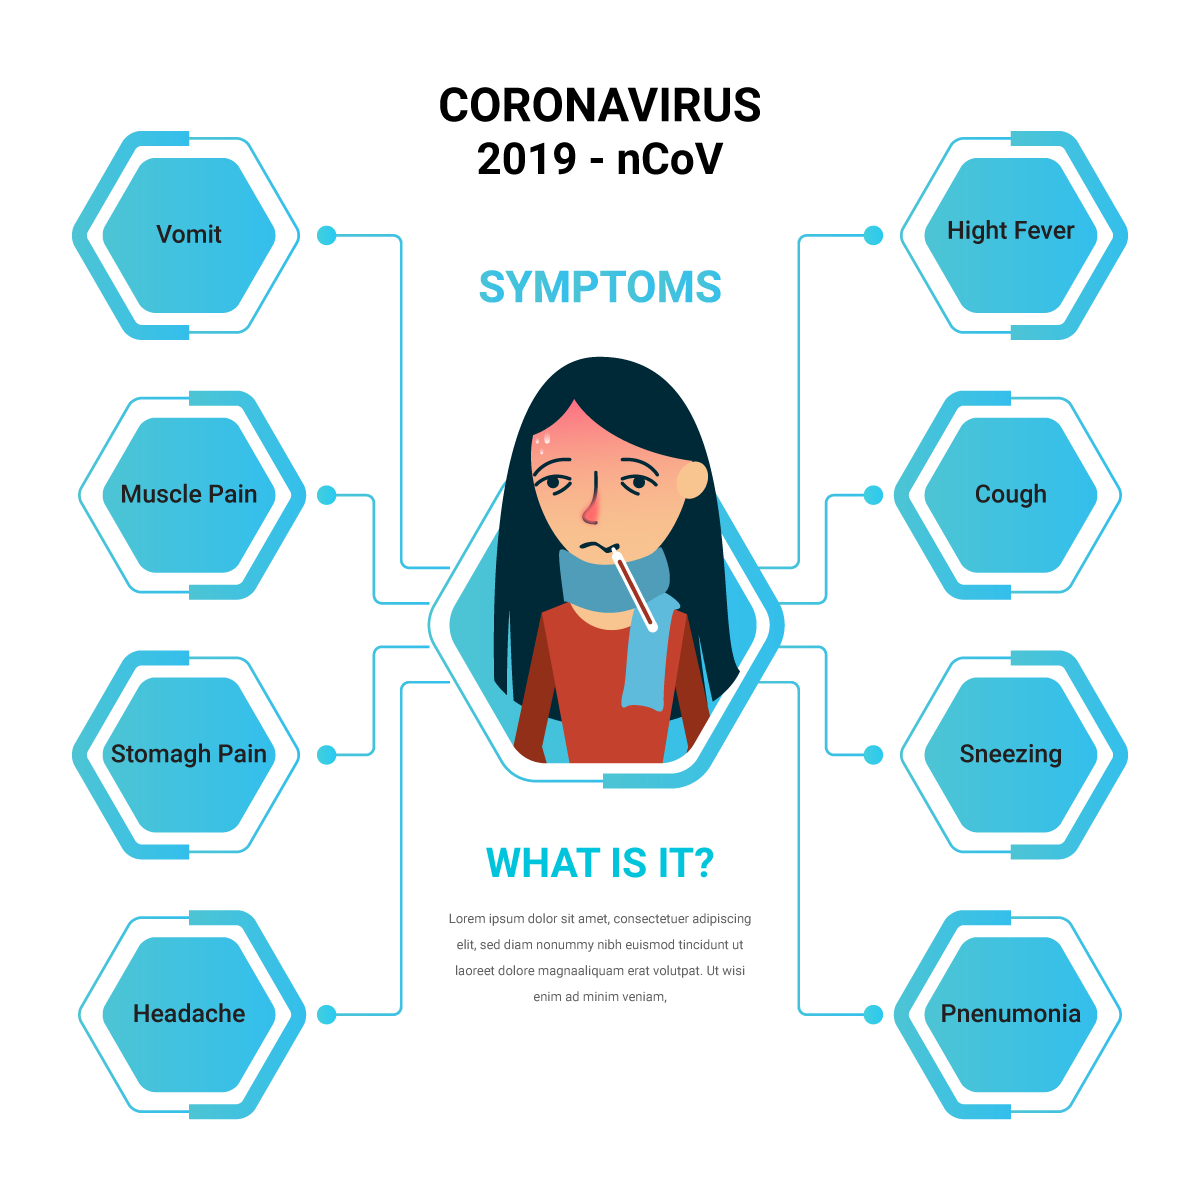 CORONAVIRUS
2019 - nCoV
SYMPTOMS
Vomit
Muscle Pain
Stomagh Pain
Headache
Hight Fever
Cough
Sneezing
Pnenumonia
WHAT IS IT?
Lorem ipsum dolor sit amet, consectetuer adipiscing
elit, sed diam nonummy nibh euismod tincidunt ut
laoreet dolore magnaaliquam erat volutpat. Ut wisi
enim ad minim veniam,